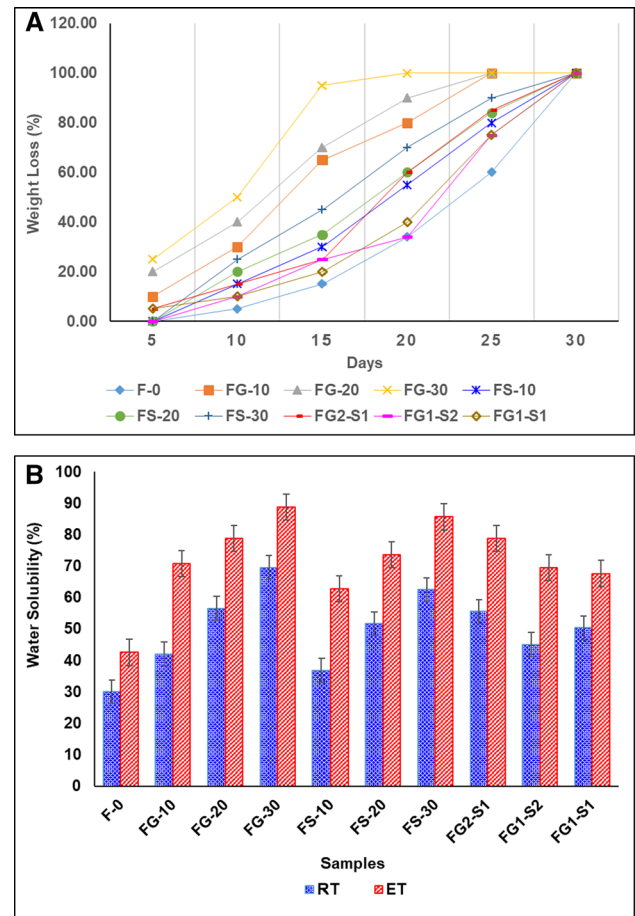 A
120.00
100.00
80.00
60.00
40.00
20.00
0.00
Weight Loss (%)
5 10 15 20 25 30
Days
F-0 FG-10 FG-20 FG-30 FS-10
FS-20 FS-30 FG2-S1 FG1-S2 FG1-S1
B
100
90
80
70
60
50
40
30
20
10
0
Water Solubility (%)
F-0 FG-10 FG-20 FG-30 FS-10 FS-20 FS-30 FG2-S1 FG1-S2 FG1-S1
Samples
RT ET